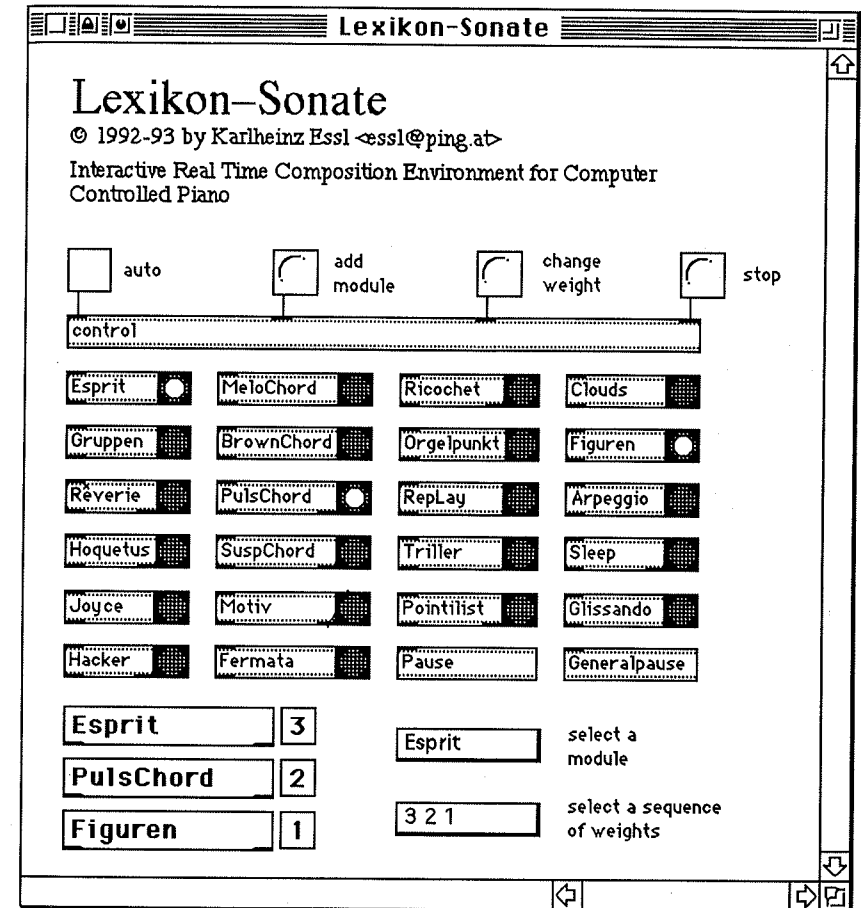 Lexikon-Sonate
Lexikon–Sonate
© 1992-93 by Karlheinz Essl <essl@ping.at>
Interactive Real Time Composition Environment for Computer
Controlled Piano
auto
add
module
change
weight
stop
control
Esprit MeloChord Ricochet Clouds
Gruppen BrownChord Orgelpunkt Figuren
Rêverie PulsChord RepLay Arpeggio
Hoquetus SuspChord Triller Sleep
Joyce Motiv Pointilist Glissando
Hacker Fermata Pause Generalpause
Esprit 3
PulsChord 2
Figuren 1
Esprit
select a
module
3 2 1
select a sequence
of weights